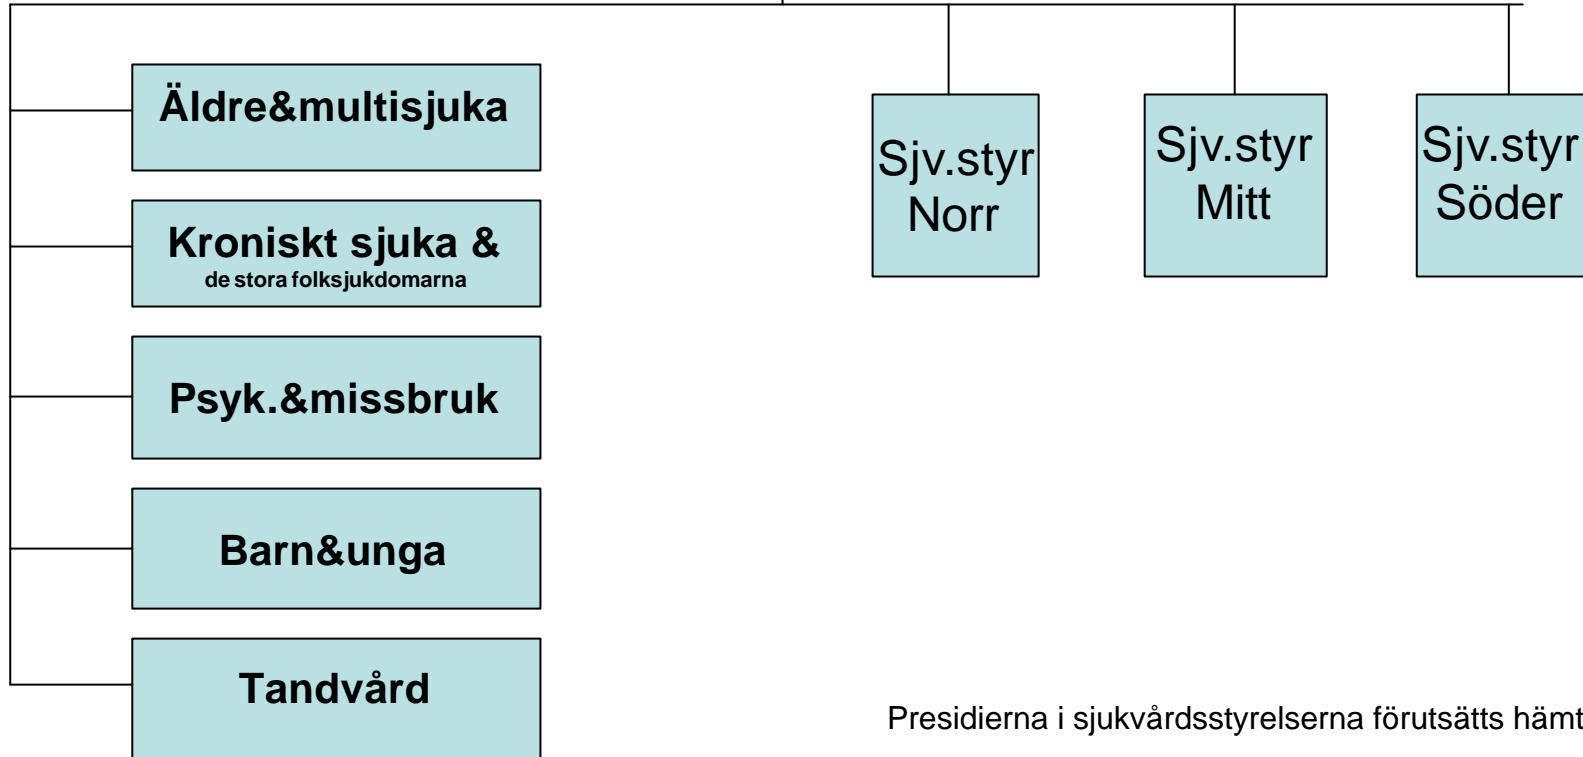 Äldre&multisjuka
Kroniskt sjuka &
de stora folksjukdomarna
Psyk.&missbruk
Barn&unga
Tandvård
Sjv.styr
Norr
Sjv.styr
Mitt
Sjv.styr
Söder
Presidierna i sjukvårdsstyrelserna förutsätts hämt